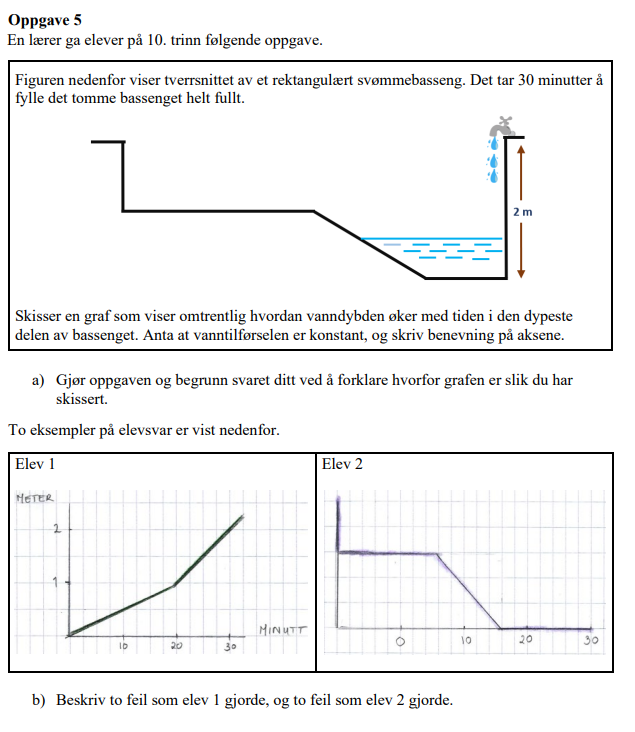 Oppgave 5
En lærer ga elever på 10. trinn følgende oppgave.
Figuren nedenfor viser tverrsnittet av et rektangulært svømmebasseng. Det tar 30 minutter å
fylle det tomme bassenget helt fullt.
2 m
Skisser en graf som viser omtrentlig hvordan vanndybden øker med tiden i den dypeste
delen av bassenget. Anta at vanntilførselen er konstant, og skriv benevning på aksene.
a) Gjør oppgaven og begrunn svaret ditt ved å forklare hvorfor grafen er slik du har
skissert.
To eksempler på elevsvar er vist nedenfor.
Elev 1
METER
2
1
10 20 30
MINUTT
Elev 2
0 10 20 30
b) Beskriv to feil som elev 1 gjorde, og to feil som elev 2 gjorde.